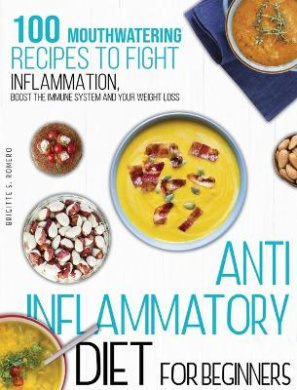 100 MOUTHWATERING
RECIPES TO FIGHT
INFLAMMATION,
BOOST THE IMMUNE SYSTEM AND YOUR WEIGHT LOSS
BRIGITTE S. ROMERO
ANTI
INFLAMMATORY
DIET FOR BEGINNERS